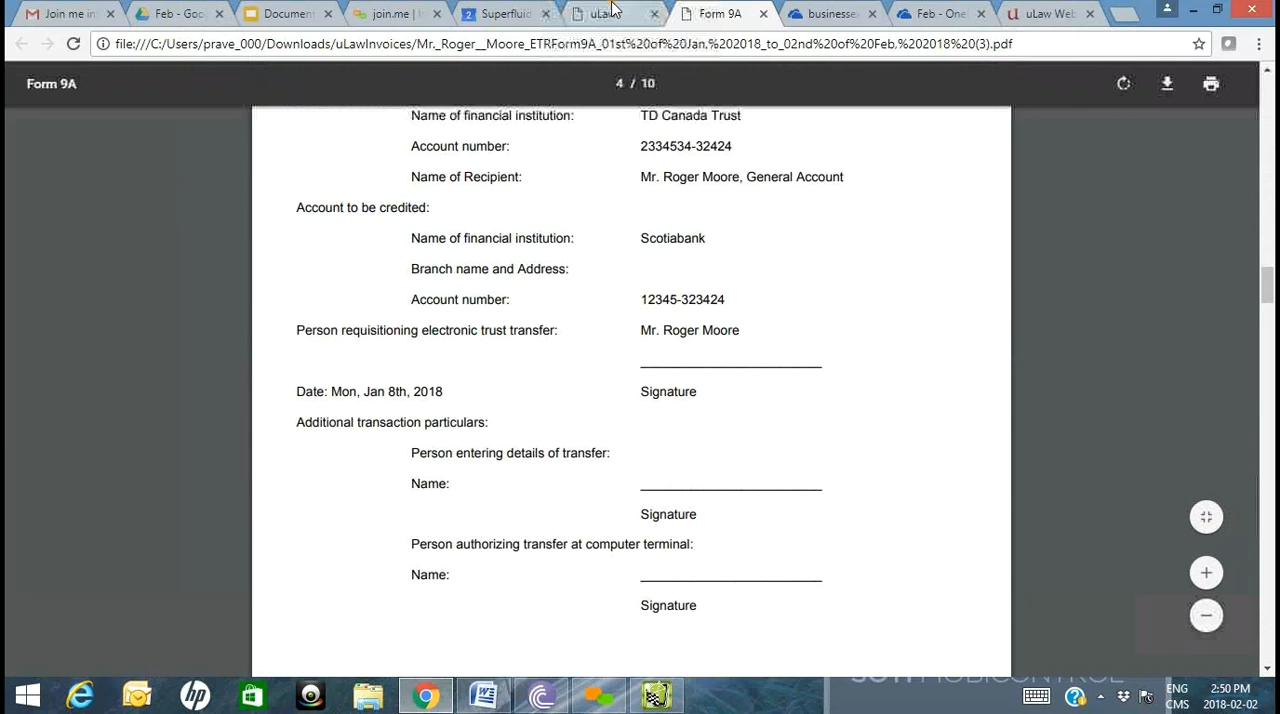 Join me in
Feb - Goo
Document
join.me | 
Superfluid
uLaw
Form 9A
businesse
Feb - One
uLaw Web
file:///C:/Users/prave_000/Downloads/uLawInvoices/Mr._Roger__Moore_ETRForm9A_01st%20of%20Jan,%202018_to_02nd%20of%20Feb,%202018%20(3).pdf
Form 9A
4 / 10
Name of financial institution: TD Canada Trust
Account number: 2334534-32424
Name of Recipient: Mr. Roger Moore, General Account
Account to be credited:
Name of financial institution: Scotiabank
Branch name and Address:
Account number: 12345-323424
Person requisitioning electronic trust transfer: Mr. Roger Moore
Date: Mon, Jan 8th, 2018 Signature
Additional transaction particulars:
Person entering details of transfer:
Name:
Signature
Person authorizing transfer at computer terminal:
Name:
Signature
ENG 2:50 PM
CMS 2018-02-02